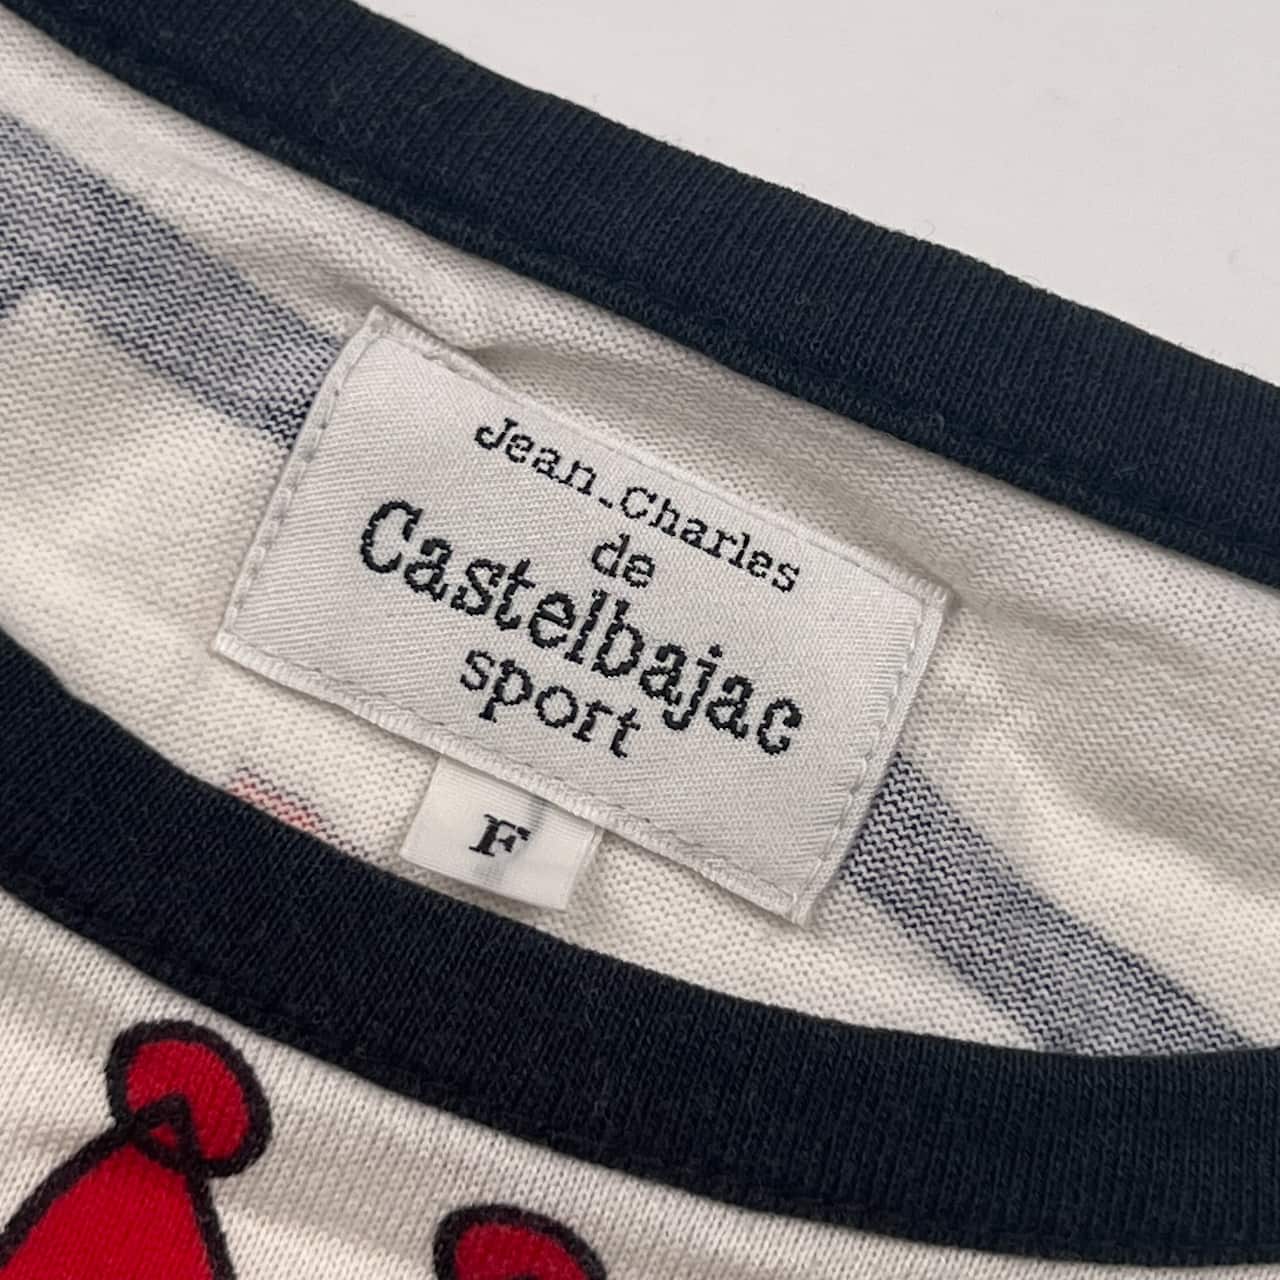 Jean-Charles
de
Castelbajac
sport
F